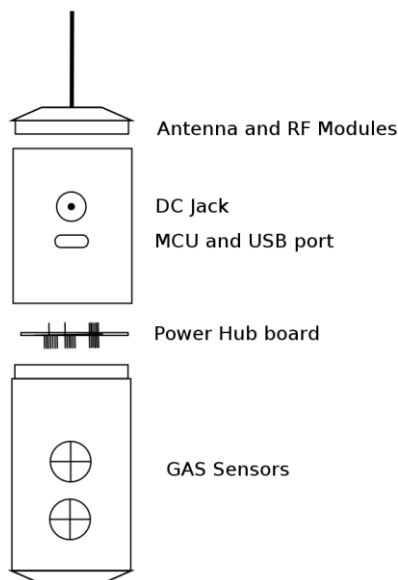 Antenna and RF Modules
DC Jack
MCU and USB port
Power Hub board
GAS Sensors